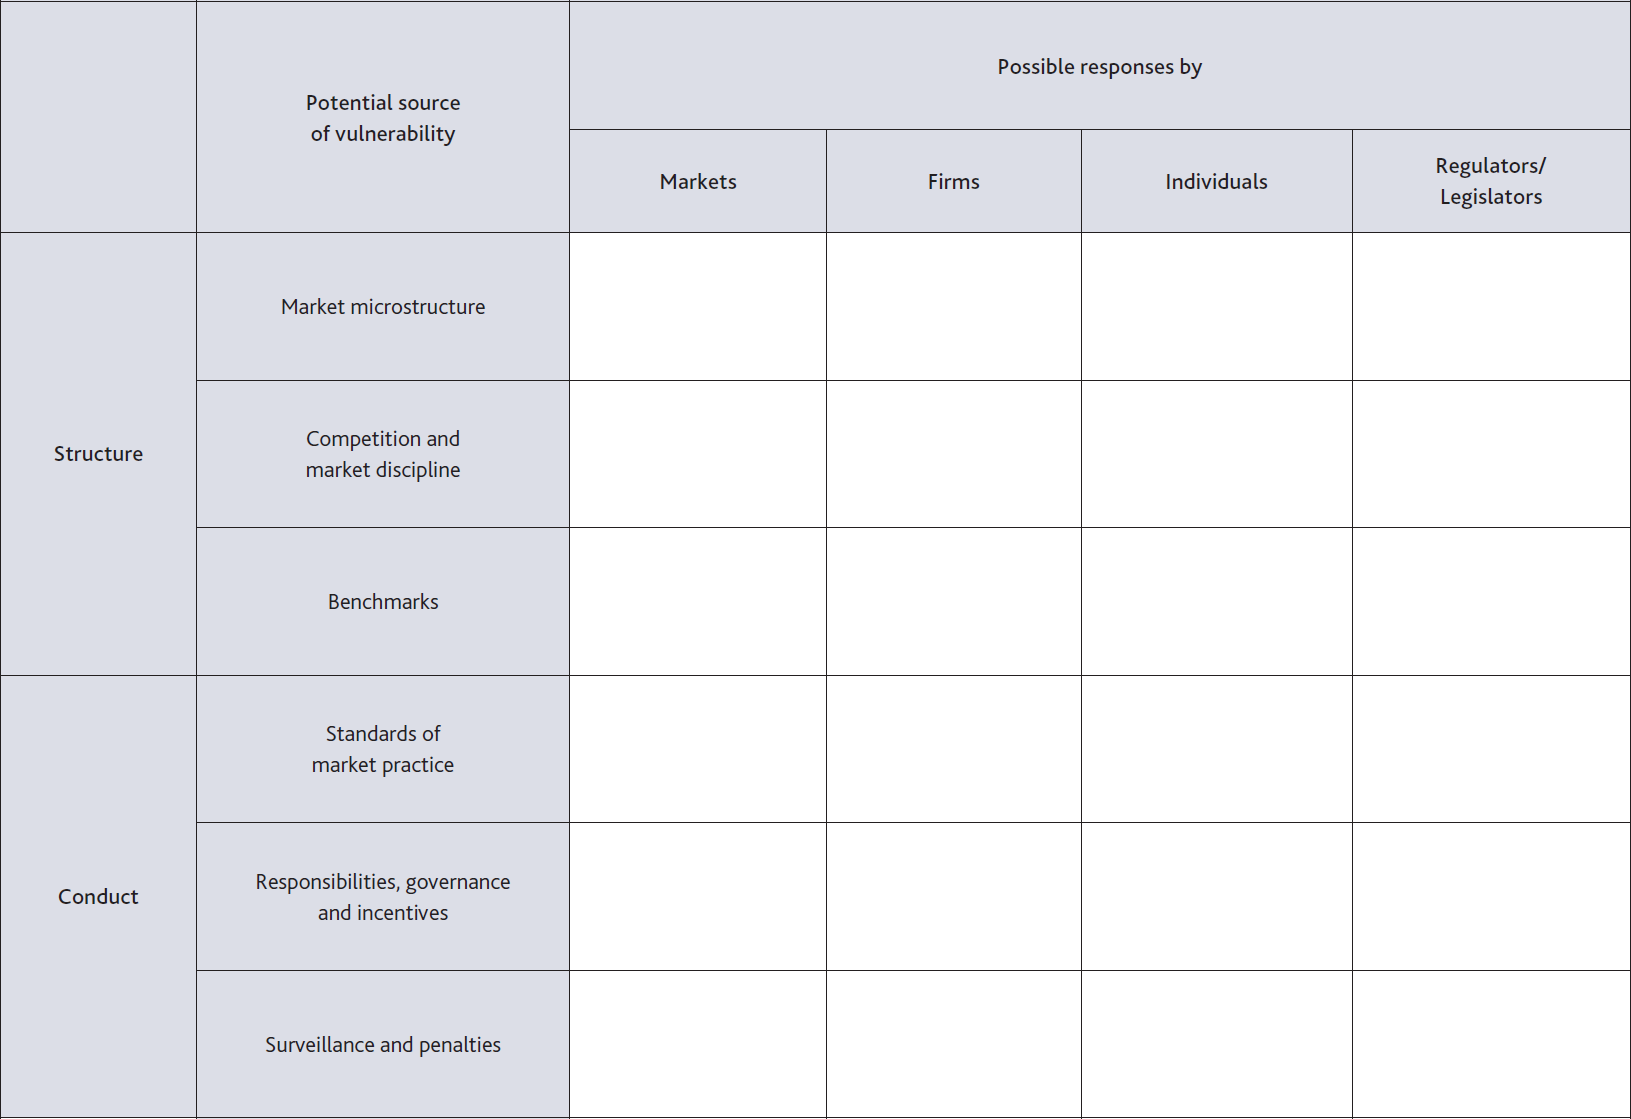 Potential source
of vulnerability
Possible responses by
Markets
Firms
Individuals
Regulators/
Legislators
Structure
Market microstructure
Competition and
market discipline
Benchmarks
Conduct
Standards of
market practice
Responsibilities, governance
and incentives
Surveillance and penalties